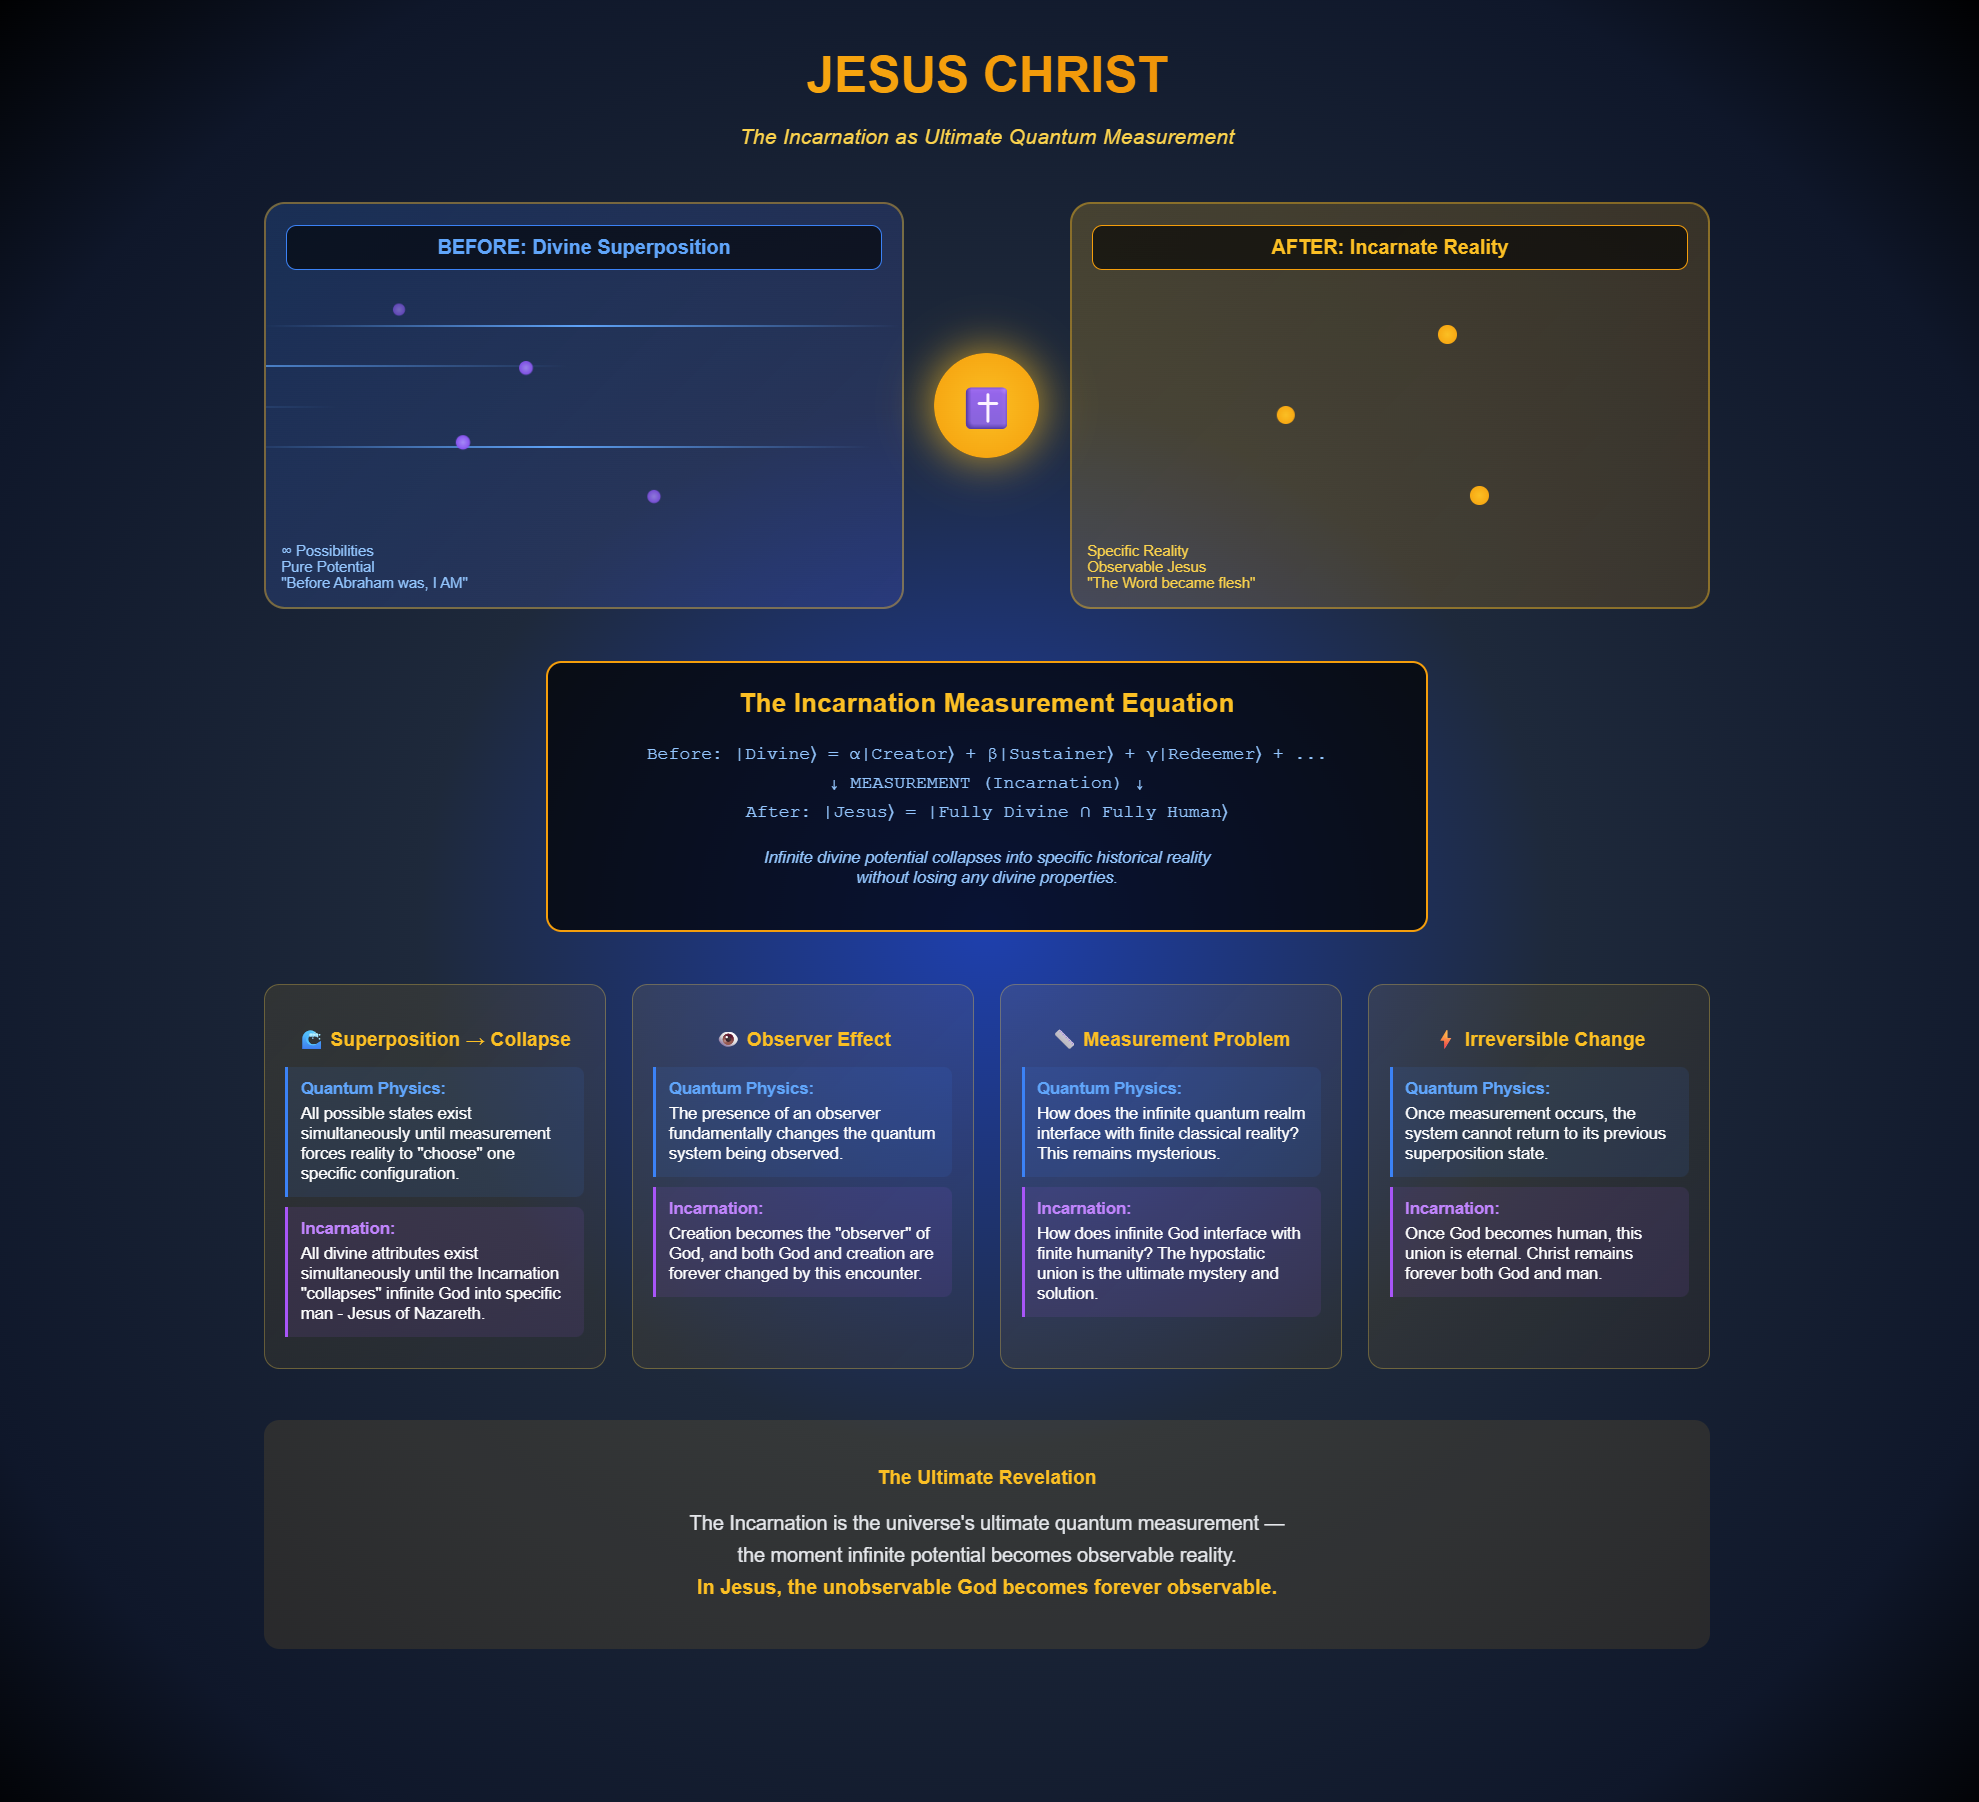 JESUS CHRIST
The Incarnation as Ultimate Quantum Measurement
BEFORE: Divine Superposition
∞ Possibilities
Pure Potential
"Before Abraham was, I AM"
AFTER: Incarnate Reality
Specific Reality
Observable Jesus
"The Word became flesh"
The Incarnation Measurement Equation
Before: |Divine⟩ = α|Creator⟩ + β|Sustainer⟩ + γ|Redeemer⟩ + ...
↓ MEASUREMENT (Incarnation) ↓
After: |Jesus⟩ = |Fully Divine ∩ Fully Human⟩
Infinite divine potential collapses into specific historical reality
without losing any divine properties.
Superposition → Collapse
Quantum Physics:
All possible states exist
simultaneously until measurement
forces reality to "choose" one
specific configuration.
Incarnation:
All divine attributes exist
simultaneously until the Incarnation
"collapses" infinite God into specific
man - Jesus of Nazareth.
Observer Effect
Quantum Physics:
The presence of an observer
fundamentally changes the quantum
system being observed.
Incarnation:
Creation becomes the "observer" of
God, and both God and creation are
forever changed by this encounter.
Measurement Problem
Quantum Physics:
How does the infinite quantum realm
interface with finite classical reality?
This remains mysterious.
Incarnation:
How does infinite God interface with
finite humanity? The hypostatic
union is the ultimate mystery and
solution.
Irreversible Change
Quantum Physics:
Once measurement occurs, the
system cannot return to its previous
superposition state.
Incarnation:
Once God becomes human, this
union is eternal. Christ remains
forever both God and man.
The Ultimate Revelation
The Incarnation is the universe's ultimate quantum measurement —
the moment infinite potential becomes observable reality.
In Jesus, the unobservable God becomes forever observable.